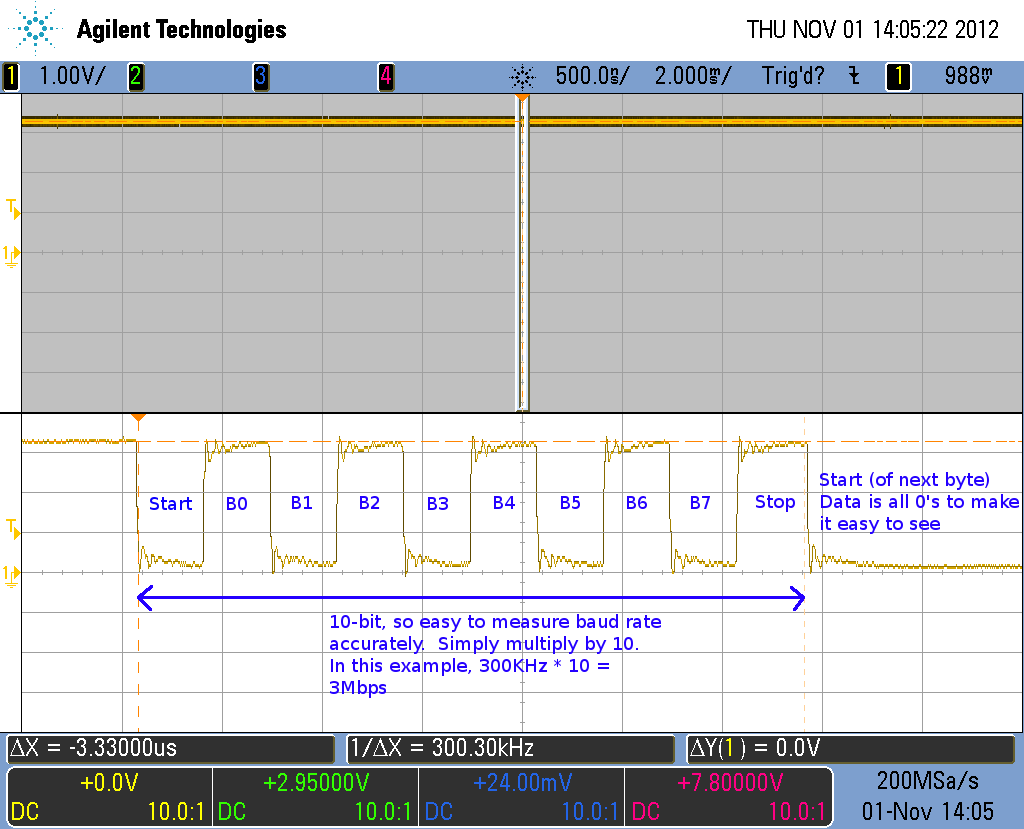 Agilent Technologies THU NOV 01 14:05:22 2012
1 1.00V/ 2 3 4 500.0ns/ 2.000ms/ Trig'd? 1 988mV
T
1
Start B0 B1 B2 B3 B4 B5 B6 B7 Stop
Start (of next byte)
Data is all 0's to make
it easy to see
T
1
10-bit, so easy to measure baud rate
accurately. Simply multiply by 10.
In this example, 300KHz * 10 =
3Mbps
ΔX = -3.33000us 1/ΔX = 300.30kHz ΔY(1) = 0.0V
+0.0V +2.95000V +24.00mV +7.80000V 200MSa/s
DC 10.0:1 DC 10.0:1 DC 10.0:1 DC 10.0:1 01-Nov 14:05